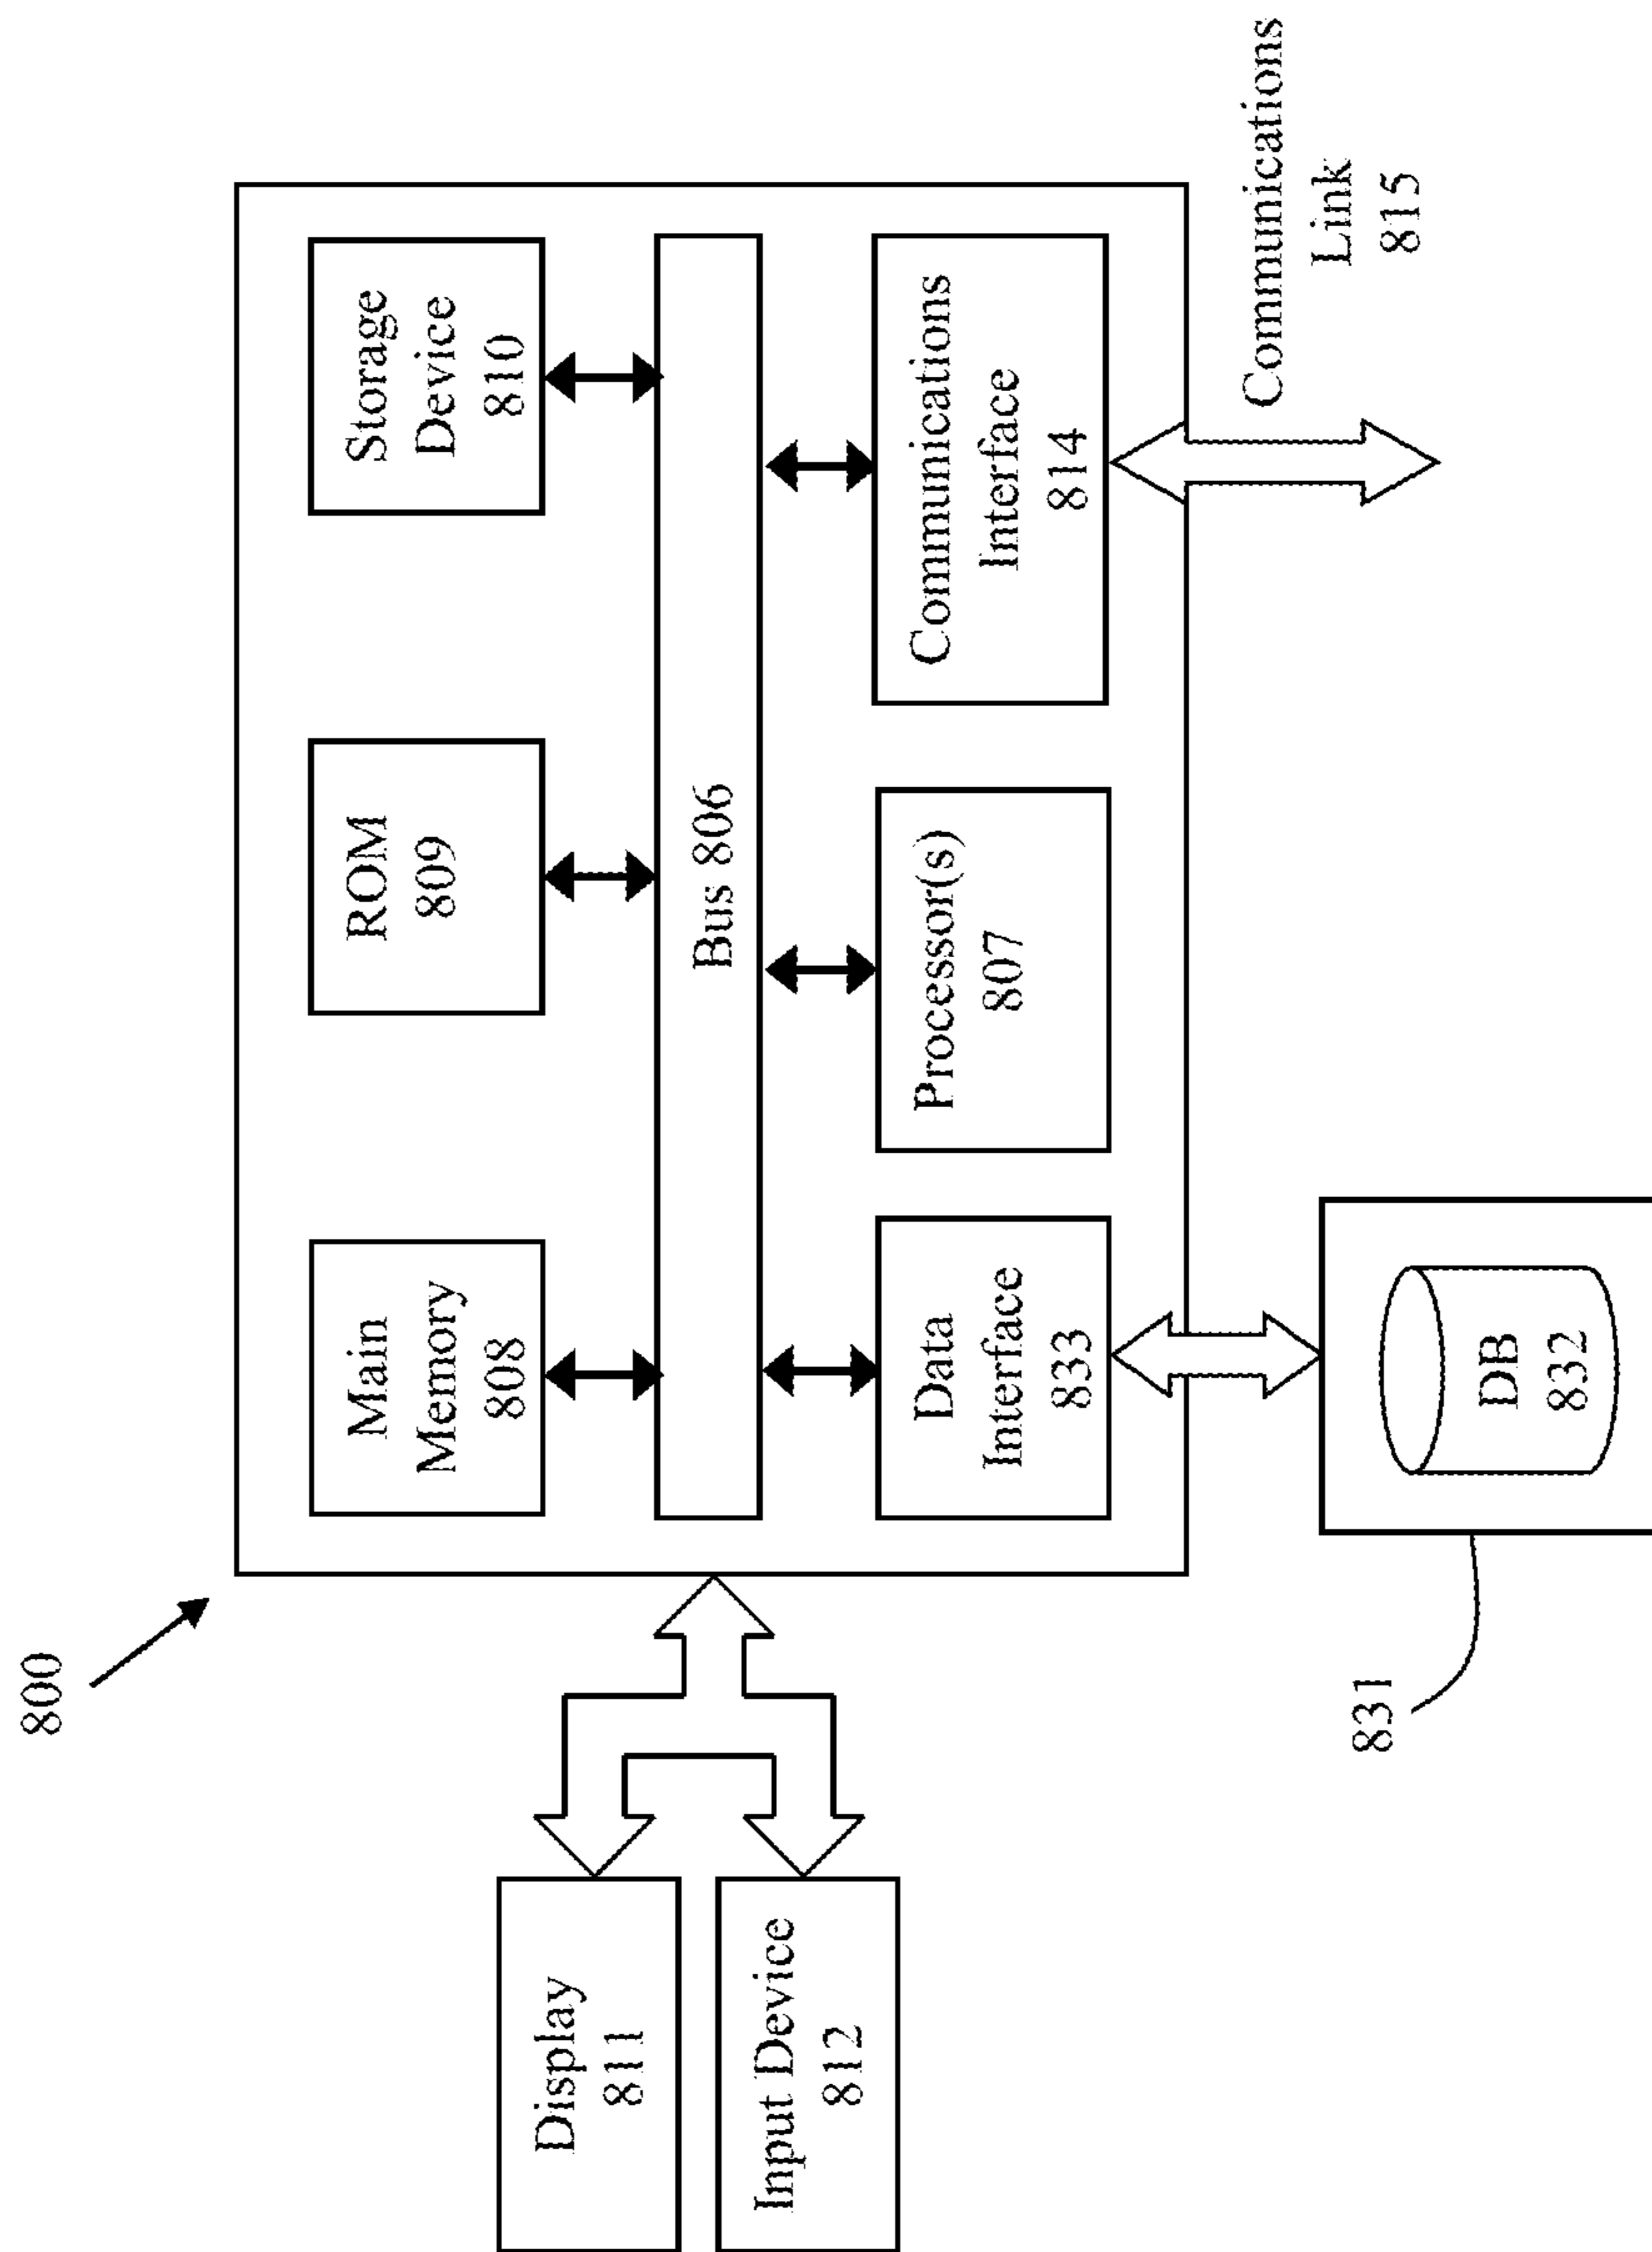 800
Main
Memory
808
ROM
809
Storage
Device
810
Display
811
Input Device
812
Bus 806
Data
Interface
833
Processor(s)
807
Communications
Interface
814
831
DB
832
Communications
Link
815